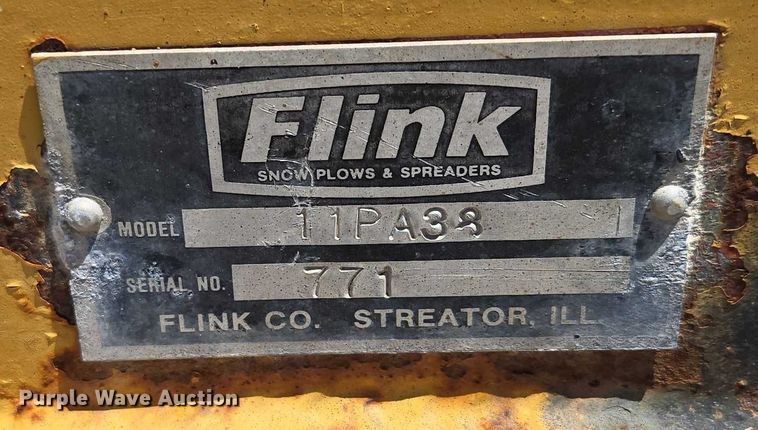 Flink
SNOW PLOWS & SPREADERS
MODEL 11PA38
SERIAL NO. 771
FLINK CO. STREATOR, ILL.
Purple Wave Auction